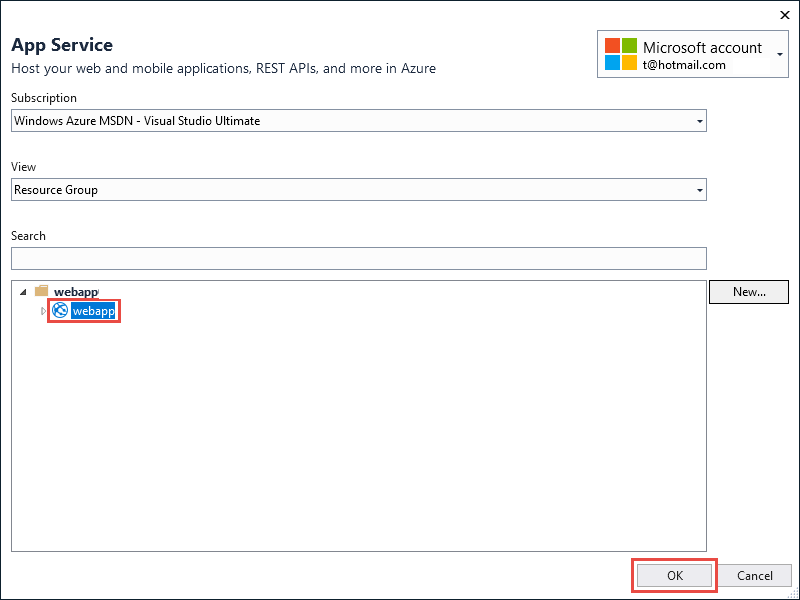 App Service
Host your web and mobile applications, REST APIs, and more in Azure
Microsoft account
t@hotmail.com
Subscription
Windows Azure MSDN - Visual Studio Ultimate
View
Resource Group
Search
webapp
webapp
New...
OK
Cancel